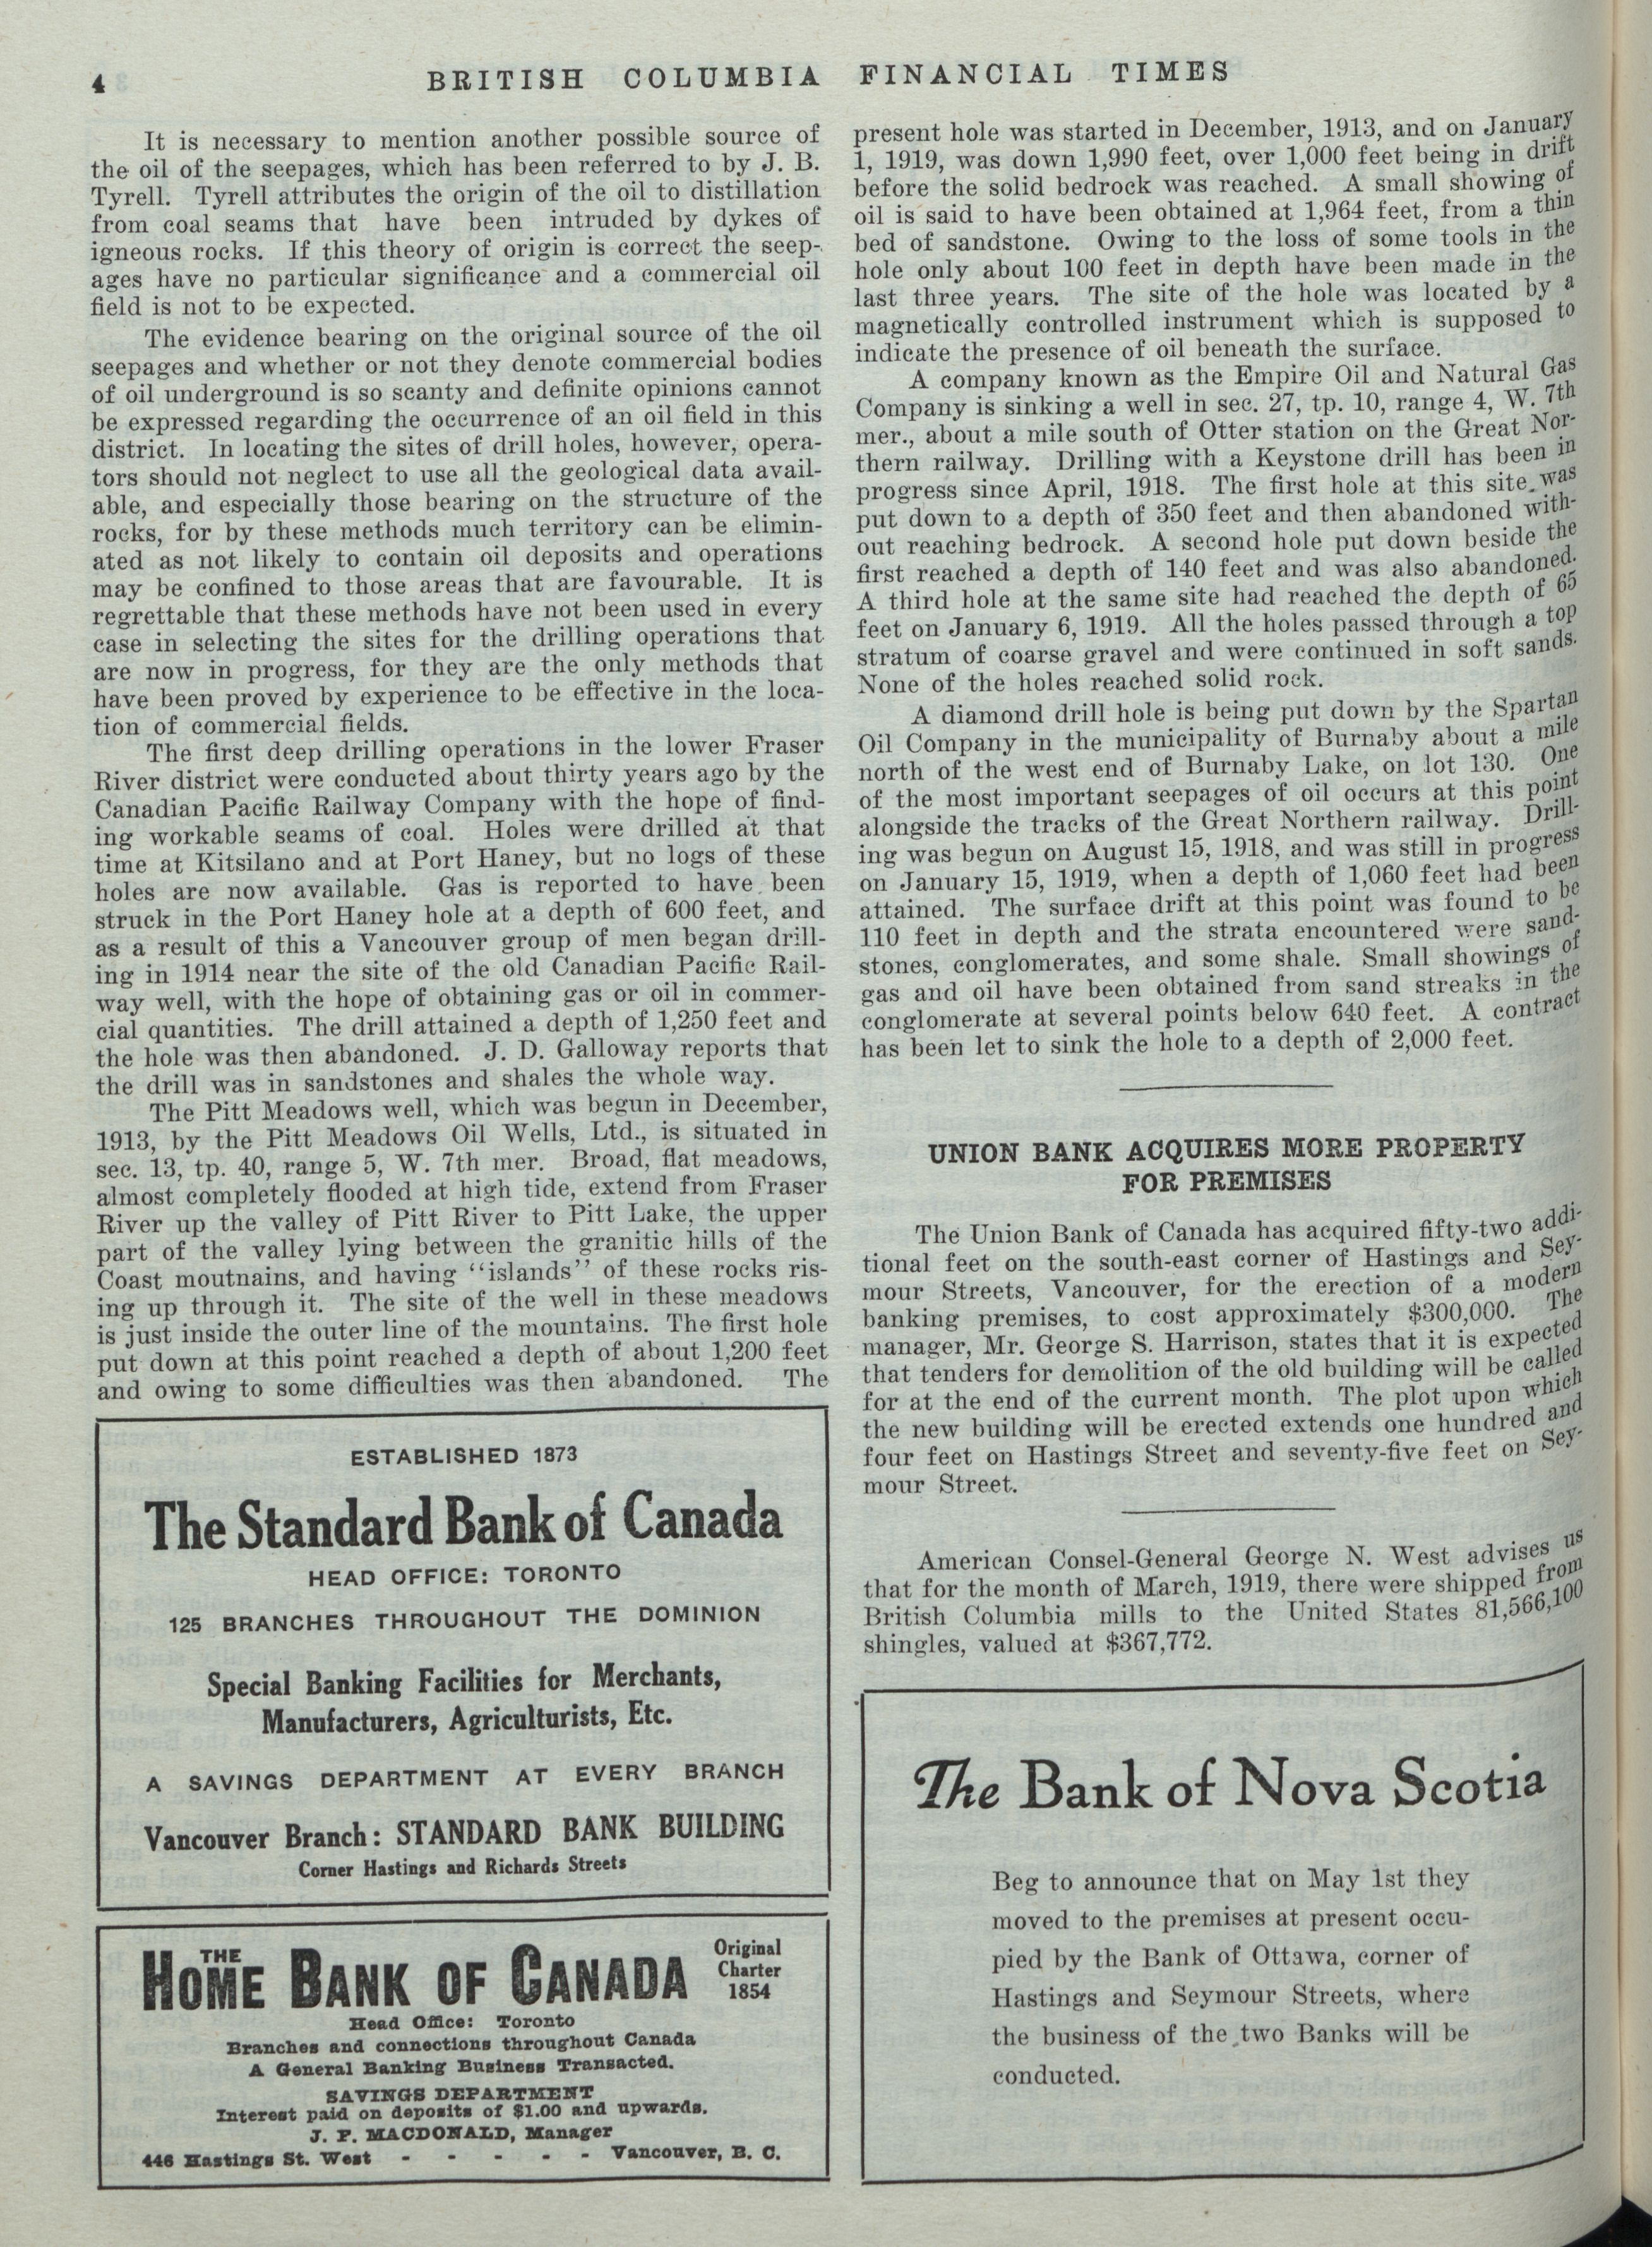 4
BRITISH COLUMBIA FINANCIAL TIMES
It is necessary to mention another possible source of
the oil of the seepages, which has been referred to by J. B.
Tyrell. Tyrell attributes the origin of the oil to distillation
from coal seams that have been intruded by dykes of
igneous rocks. If this theory of origin is correct the seep-
ages have no particular significance and a commercial oil
field is not to be expected.
The evidence bearing on the original source of the oil
seepages and whether or not they denote commercial bodies
of oil underground is so scanty and definite opinions cannot
be expressed regarding the occurrence of an oil field in this
district. In locating the sites of drill holes, however, opera-
tors should not neglect to use all the geological data avail-
able, and especially those bearing on the structure of the
rocks, for by these methods much territory can be elimin-
ated as not likely to contain oil deposits and operations
may be confined to those areas that are favourable. It is
regrettable that these methods have not been used in every
case in selecting the sites for the drilling operations that
are now in progress, for they are the only methods that
have been proved by experience to be effective in the loca-
tion of commercial fields.
The first deep drilling operations in the lower Fraser
River district were conducted about thirty years ago by the
Canadian Pacific Railway Company with the hope of find-
ing workable seams of coal. Holes were drilled at that
time at Kitsilano and at Port Haney, but no logs of these
holes are now available. Gas is reported to have been
struck in the Port Haney hole at a depth of 600 feet, and
as a result of this a Vancouver group of men began drill-
ing in 1914 near the site of the old Canadian Pacific Rail-
way well, with the hope of obtaining gas or oil in commer-
cial quantities. The drill attained a depth of 1,250 feet and
the hole was then abandoned. J. D. Galloway reports that
the drill was in sandstones and shales the whole way.
The Pitt Meadows well, which was begun in December,
1913, by the Pitt Meadows Oil Wells, Ltd., is situated in
sec. 13, tp. 40, range 5, W. 7th mer. Broad, flat meadows,
almost completely flooded at high tide, extend from Fraser
River up the valley of Pitt River to Pitt Lake, the upper
part of the valley lying between the granitic hills of the
Coast moutnains, and having "islands" of these rocks ris-
ing up through it. The site of the well in these meadows
is just inside the outer line of the mountains. The first hole
put down at this point reached a depth of about 1,200 feet
and owing to some difficulties was then abandoned. The
present hole was started in December, 1913, and on January
1, 1919, was down 1,990 feet, over 1,000 feet being in drift
before the solid bedrock was reached. A small showing of
oil is said to have been obtained at 1,964 feet, from a thin
bed of sandstone. Owing to the loss of some tools in the
hole only about 100 feet in depth have been made in the
last three years. The site of the hole was located by a
magnetically controlled instrument which is supposed to
indicate the presence of oil beneath the surface.
A company known as the Empire Oil and Natural Gas
Company is sinking a well in sec. 27, tp. 10, range 4, W. 7th
mer., about a mile south of Otter station on the Great Nor-
thern railway. Drilling with a Keystone drill has been in
progress since April, 1918. The first hole at this site was
put down to a depth of 350 feet and then abandoned with-
out reaching bedrock. A second hole put down beside the
first reached a depth of 140 feet and was also abandoned.
A third hole at the same site had reached the depth of 65
feet on January 6, 1919. All the holes passed through a top
stratum of coarse gravel and were continued in soft sands.
None of the holes reached solid rock.
A diamond drill hole is being put down by the Spartan
Oil Company in the municipality of Burnaby about a mile
north of the west end of Burnaby Lake, on lot 130. One
of the most important seepages of oil occurs at this point
alongside the tracks of the Great Northern railway. Drill-
ing was begun on August 15, 1918, and was still in progress
on January 15, 1919, when a depth of 1,060 feet had been
attained. The surface drift at this point was found to be
110 feet in depth and the strata encountered were sand-
stones, conglomerates, and some shale. Small showings of
gas and oil have been obtained from sand streaks in the
conglomerate at several points below 640 feet. A contract
has been let to sink the hole to a depth of 2,000 feet.
UNION BANK ACQUIRES MORE PROPERTY
FOR PREMISES
The Union Bank of Canada has acquired fifty-two addi-
tional feet on the south-east corner of Hastings and Sey-
mour Streets, Vancouver, for the erection of a modern
banking premises, to cost approximately $300,000. The
manager, Mr. George S. Harrison, states that it is expected
that tenders for demolition of the old building will be called
for at the end of the current month. The plot upon which
the new building will be erected extends one hundred and
four feet on Hastings Street and seventy-five feet on Sey-
mour Street.
American Consel-General George N. West advises us
that for the month of March, 1919, there were shipped from
British Columbia mills to the United States 81,566,100
shingles, valued at $367,772.
ESTABLISHED 1873
The Standard Bank of Canada
HEAD OFFICE: TORONTO
125 BRANCHES THROUGHOUT THE DOMINION
Special Banking Facilities for Merchants,
Manufacturers, Agriculturists, Etc.
A SAVINGS DEPARTMENT AT EVERY BRANCH
Vancouver Branch: STANDARD BANK BUILDING
Corner Hastings and Richards Streets
THE HOME BANK OF CANADA
Original
Charter
1854
Head Office: Toronto
Branches and connections throughout Canada
A General Banking Business Transacted.
SAVINGS DEPARTMENT
Interest paid on deposits of $1.00 and upwards.
J. F. MACDONALD, Manager
446 Hastings St. West - - - - - Vancouver, B. C.
The Bank of Nova Scotia
Beg to announce that on May 1st they
moved to the premises at present occu-
pied by the Bank of Ottawa, corner of
Hastings and Seymour Streets, where
the business of the two Banks will be
conducted.